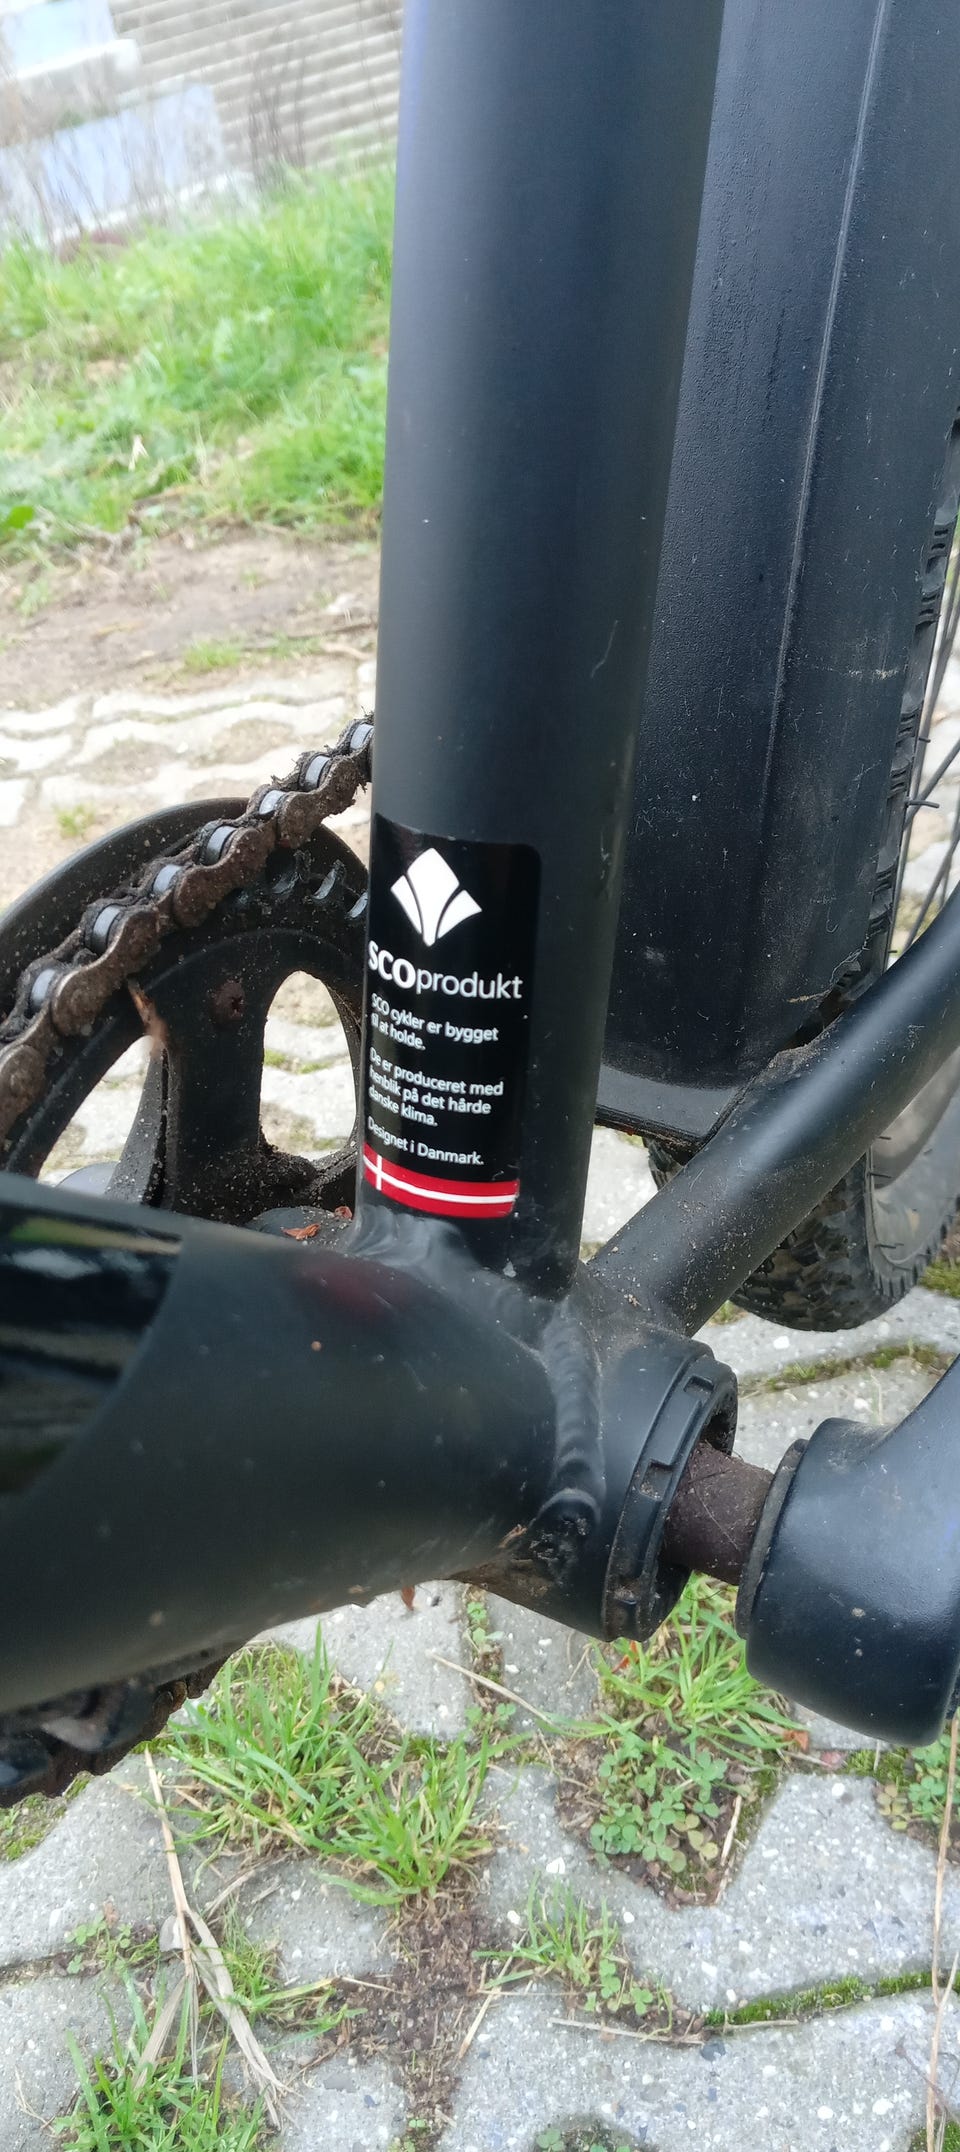 SCOprodukt
SCO cykler er bygget
til at holde.
De er produceret med
henblik på det hårde
danske klima.
Designet i Danmark.